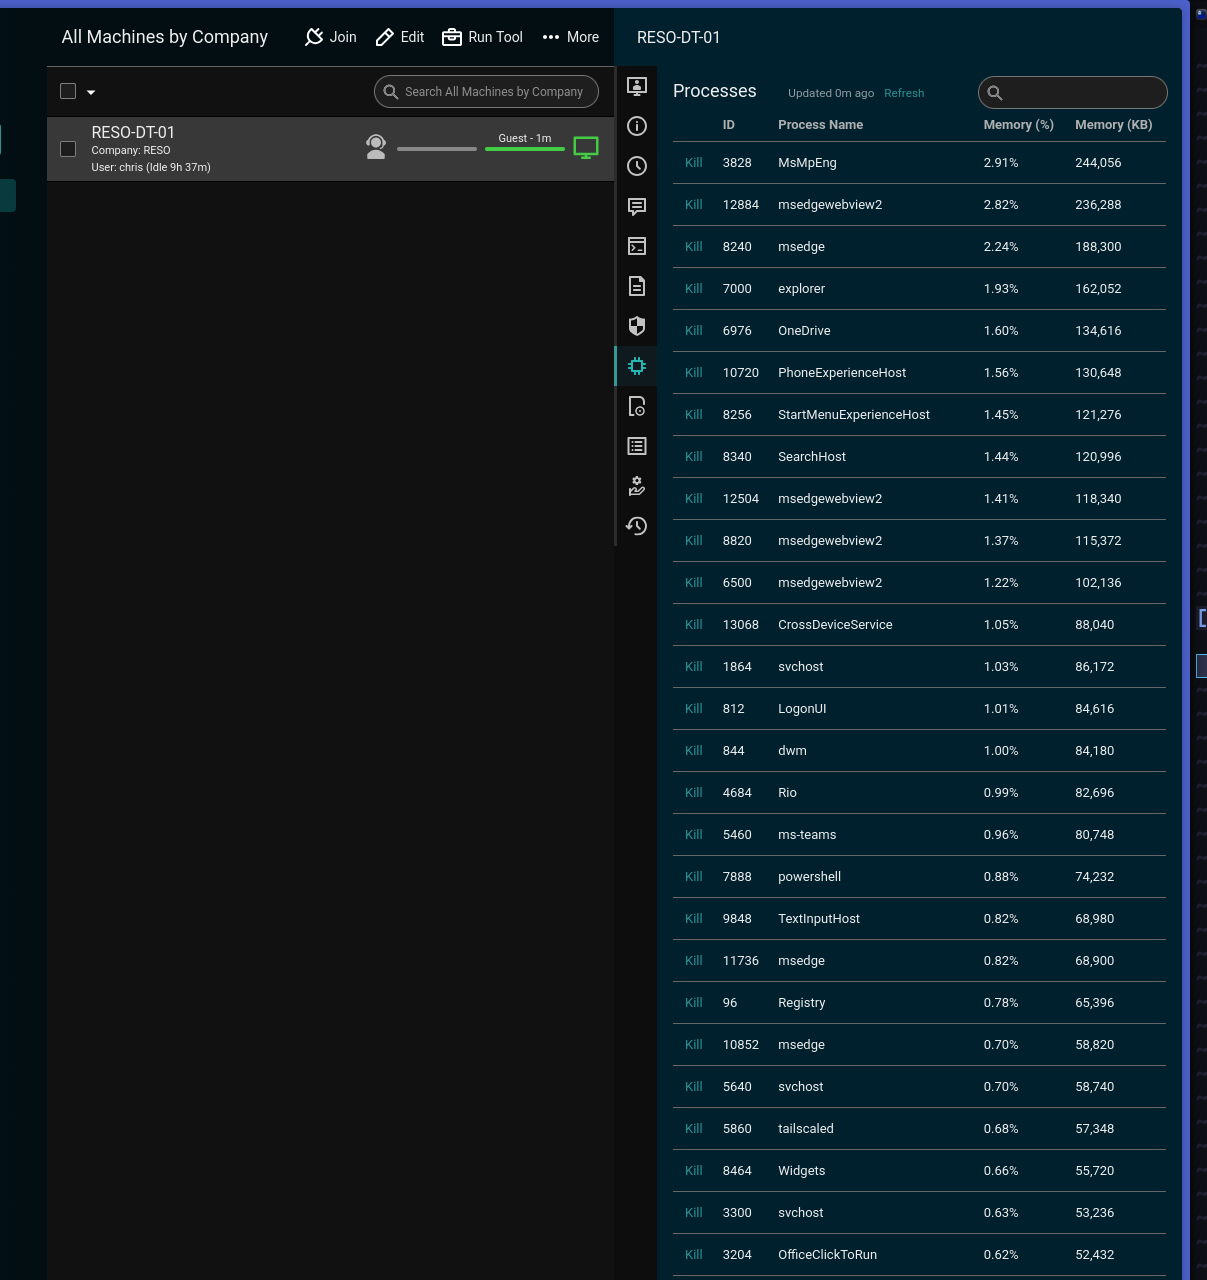 All Machines by Company
Join
Edit
Run Tool
More
Search All Machines by Company
RESO-DT-01
Company: RESO
User: chris (Idle 9h 37m)
Guest - 1m
RESO-DT-01
Processes
Updated 0m ago
Refresh
ID Process Name Memory (%) Memory (KB)
Kill 3828 MsMpEng 2.91% 244,056
Kill 12884 msedgewebview2 2.82% 236,288
Kill 8240 msedge 2.24% 188,300
Kill 7000 explorer 1.93% 162,052
Kill 6976 OneDrive 1.60% 134,616
Kill 10720 PhoneExperienceHost 1.56% 130,648
Kill 8256 StartMenuExperienceHost 1.45% 121,276
Kill 8340 SearchHost 1.44% 120,996
Kill 12504 msedgewebview2 1.41% 118,340
Kill 8820 msedgewebview2 1.37% 115,372
Kill 6500 msedgewebview2 1.22% 102,136
Kill 13068 CrossDeviceService 1.05% 88,040
Kill 1864 svchost 1.03% 86,172
Kill 812 LogonUI 1.01% 84,616
Kill 844 dwm 1.00% 84,180
Kill 4684 Rio 0.99% 82,696
Kill 5460 ms-teams 0.96% 80,748
Kill 7888 powershell 0.88% 74,232
Kill 9848 TextInputHost 0.82% 68,980
Kill 11736 msedge 0.82% 68,900
Kill 96 Registry 0.78% 65,396
Kill 10852 msedge 0.70% 58,820
Kill 5640 svchost 0.70% 58,740
Kill 5860 tailscaled 0.68% 57,348
Kill 8464 Widgets 0.66% 55,720
Kill 3300 svchost 0.63% 53,236
Kill 3204 OfficeClickToRun 0.62% 52,432